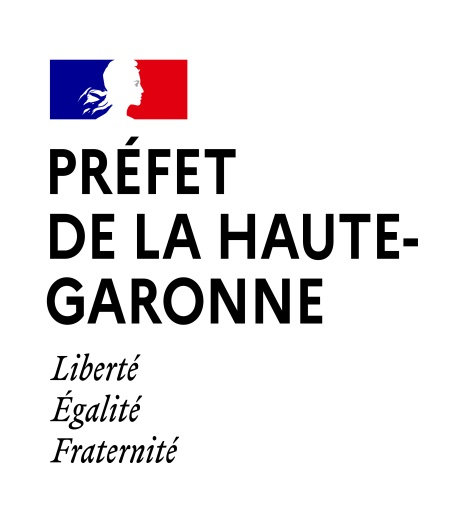 PRÉFET
DE LA HAUTE-
GARONNE
Liberté
Égalité
Fraternité